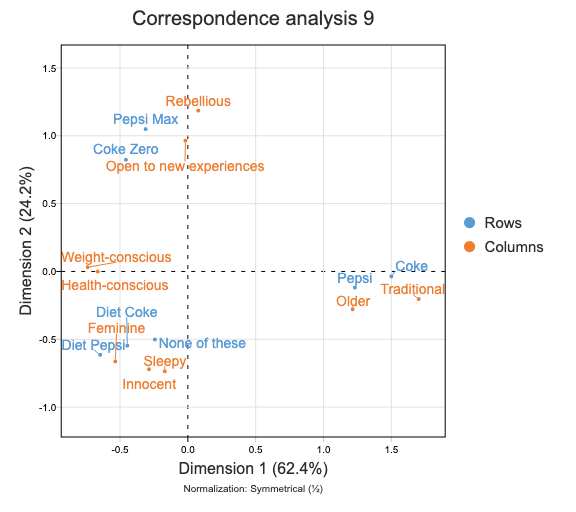 Correspondence analysis 9
Dimension 2 (24.2%)
1.5
1.0
0.5
0.0
-0.5
-1.0
Rebellious
Pepsi Max
Coke Zero
Open to new experiences
Weight-conscious
Health-conscious
Coke
Pepsi
Traditional
Older
Diet Coke
Feminine
Diet Pepsi
None of these
Sleepy
Innocent
Rows
Columns
-0.5
0.0
0.5
1.0
1.5
Dimension 1 (62.4%)
Normalization: Symmetrical (½)